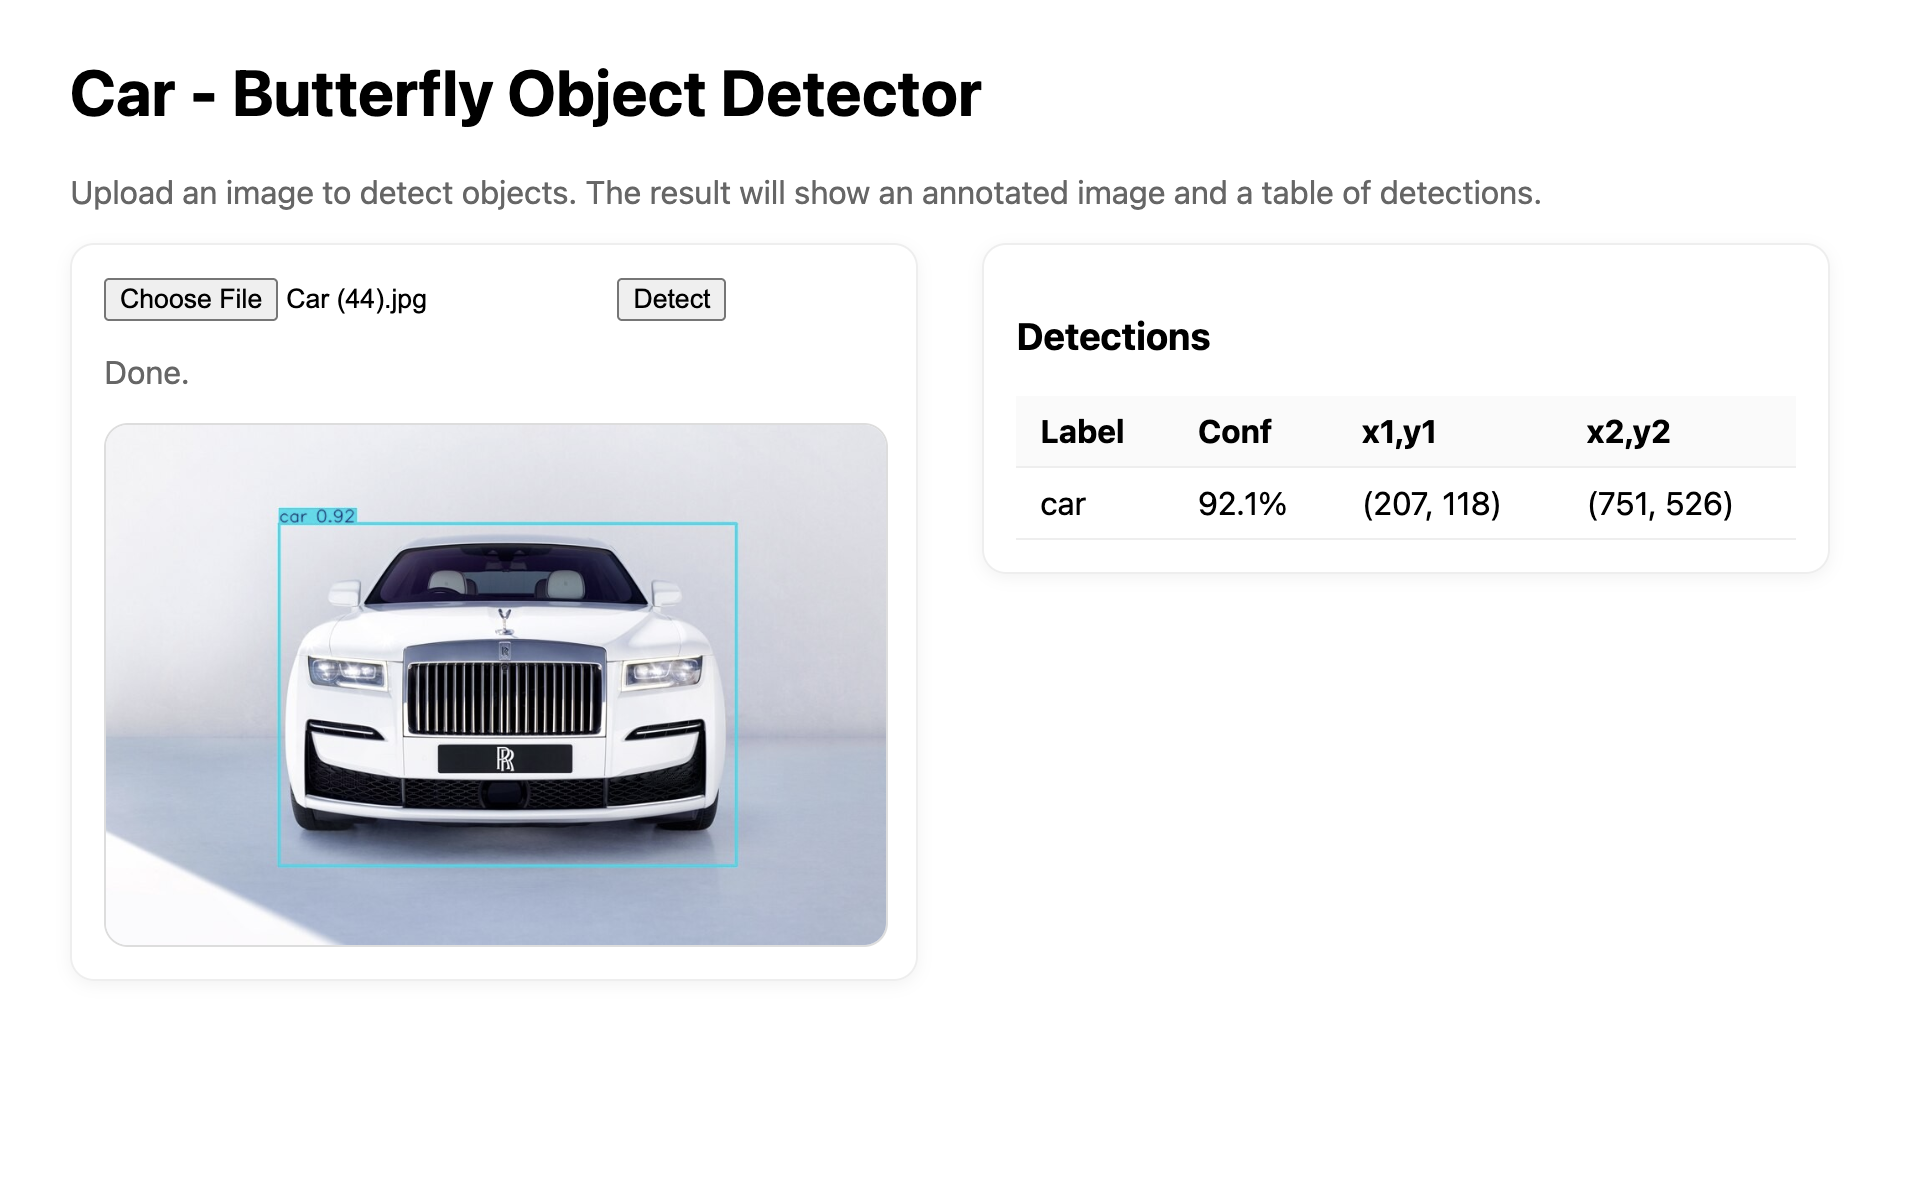 Car - Butterfly Object Detector
Upload an image to detect objects. The result will show an annotated image and a table of detections.
Choose File Car (44).jpg Detect
Done.
car 0.92
R
RR
Detections
Label Conf x1,y1 x2,y2
car 92.1% (207, 118) (751, 526)